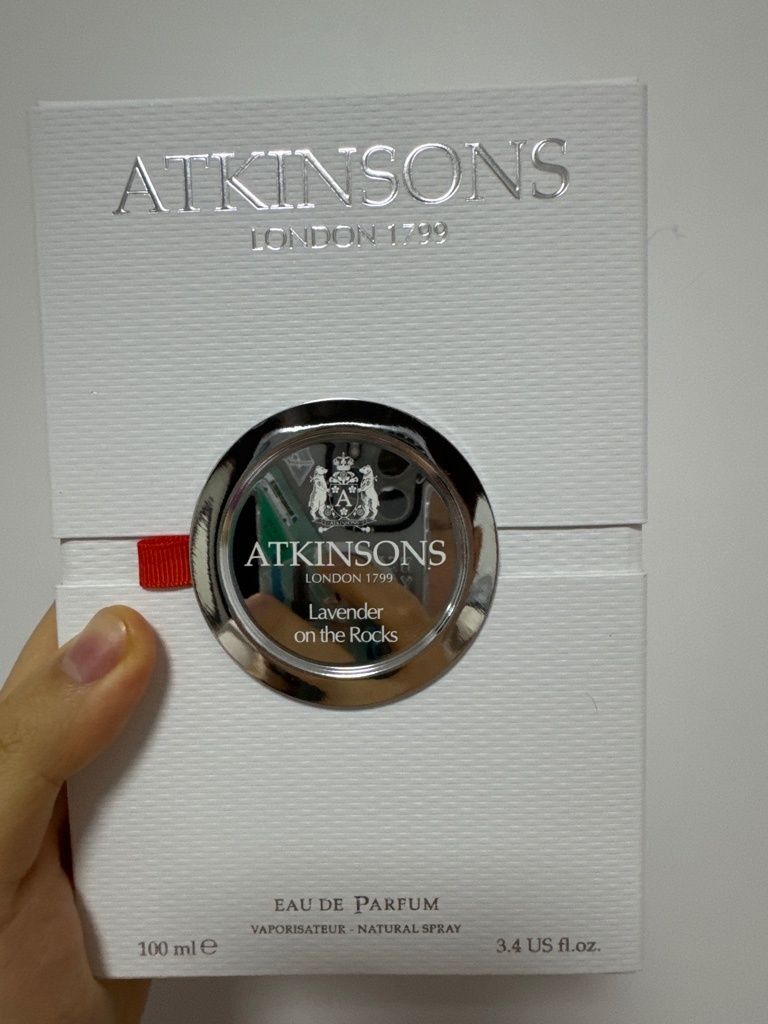 ATKINSONS
LONDON 1799
A
ATKINSONS
ATKINSONS
LONDON 1799
Lavender
on the Rocks
EAU DE PARFUM
VAPORISATEUR - NATURAL SPRAY
100 ml ℮
3.4 US fl.oz.